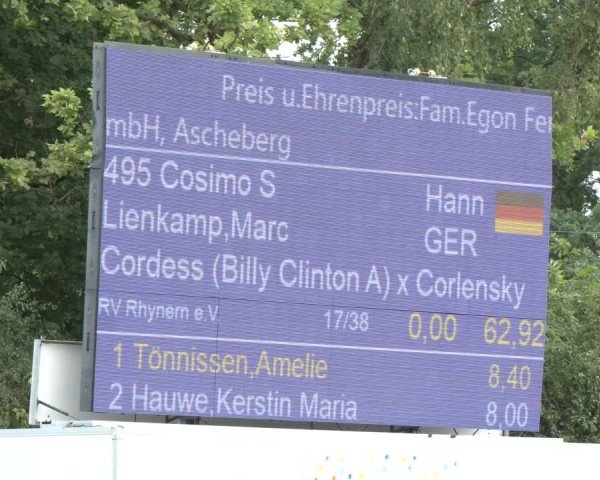 Preis u.Ehrenpreis:Fam.Egon
mbH, Ascheberg
495 Cosimo S Hann
Lienkamp,Marc GER
Cordess (Billy Clinton A) x Corlensky
RV Rhynern e.V. 17/38 0,00 62,92
1 Tönnissen,Amelie 8,40
2 Hauwe,Kerstin Maria 8,00